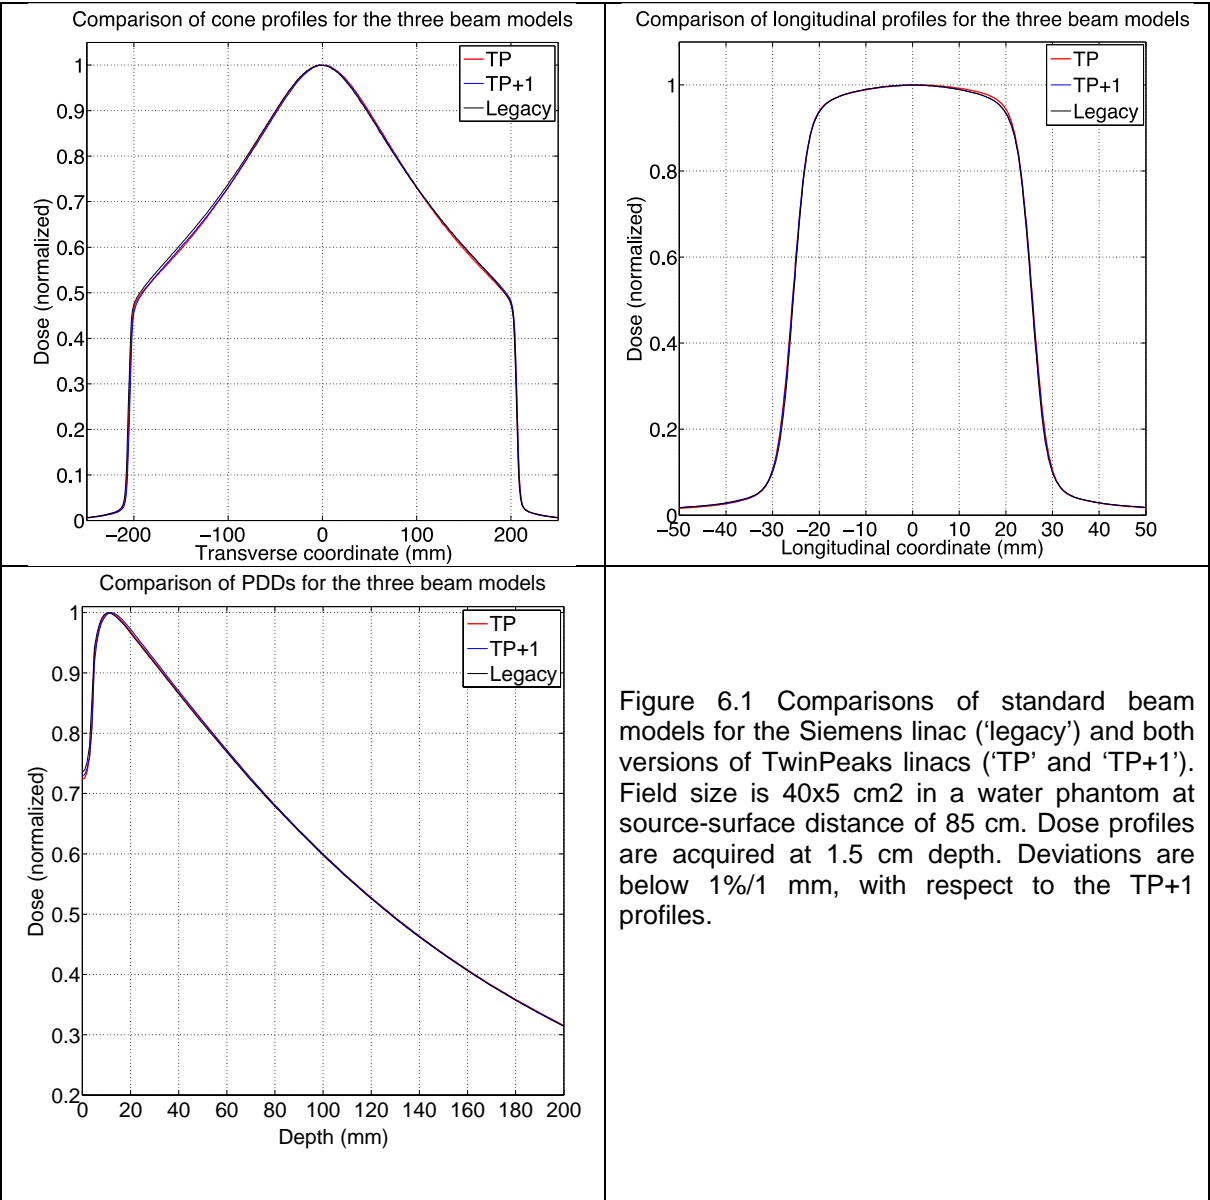 Comparison of cone profiles for the three beam models
TP
TP+1
Legacy
1
0.9
0.8
0.7
0.6
0.5
0.4
0.3
0.2
0.1
0
Dose (normalized)
−200 −100 0 100 200
Transverse coordinate (mm)
Comparison of longitudinal profiles for the three beam models
TP
TP+1
Legacy
1
0.8
0.6
0.4
0.2
0
Dose (normalized)
−50 −40 −30 −20 −10 0 10 20 30 40 50
Longitudinal coordinate (mm)
Comparison of PDDs for the three beam models
TP
TP+1
Legacy
1
0.9
0.8
0.7
0.6
0.5
0.4
0.3
0.2
Dose (normalized)
0 20 40 60 80 100 120 140 160 180 200
Depth (mm)
Figure 6.1 Comparisons of standard beam
models for the Siemens linac (‘legacy’) and both
versions of TwinPeaks linacs (‘TP’ and ‘TP+1’).
Field size is 40x5 cm2 in a water phantom at
source-surface distance of 85 cm. Dose profiles
are acquired at 1.5 cm depth. Deviations are
below 1%/1 mm, with respect to the TP+1
profiles.